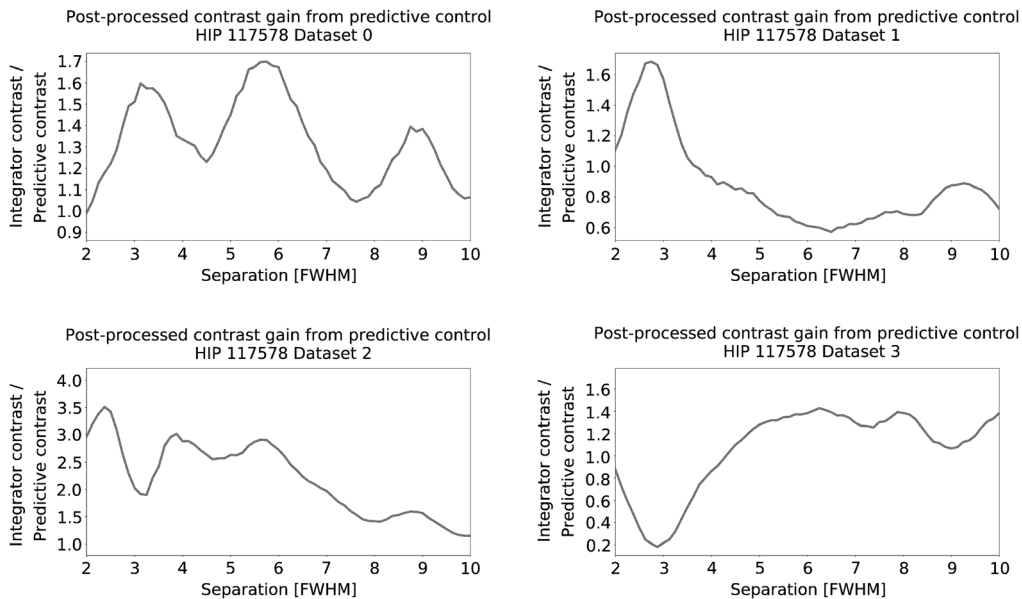 Post-processed contrast gain from predictive control
HIP 117578 Dataset 0
Integrator contrast /
Predictive contrast
1.7
1.6
1.5
1.4
1.3
1.2
1.1
1.0
0.9
2 3 4 5 6 7 8 9 10
Separation [FWHM]
Post-processed contrast gain from predictive control
HIP 117578 Dataset 1
Integrator contrast /
Predictive contrast
1.6
1.4
1.2
1.0
0.8
0.6
2 3 4 5 6 7 8 9 10
Separation [FWHM]
Post-processed contrast gain from predictive control
HIP 117578 Dataset 2
Integrator contrast /
Predictive contrast
4.0
3.5
3.0
2.5
2.0
1.5
1.0
2 3 4 5 6 7 8 9 10
Separation [FWHM]
Post-processed contrast gain from predictive control
HIP 117578 Dataset 3
Integrator contrast /
Predictive contrast
1.6
1.4
1.2
1.0
0.8
0.6
0.4
0.2
2 3 4 5 6 7 8 9 10
Separation [FWHM]